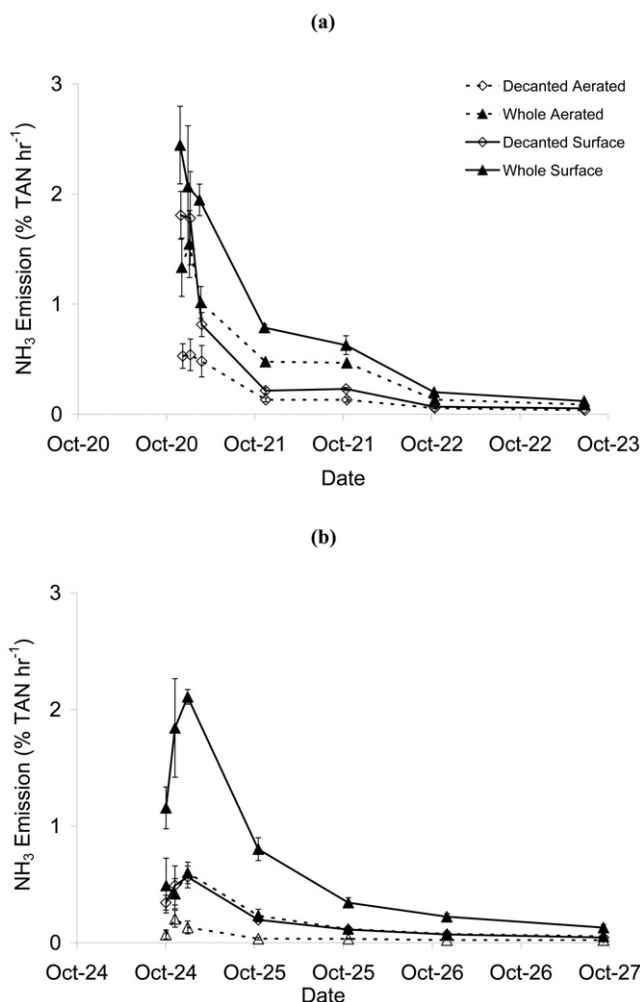 (a)
3
2
1
0
NH₃ Emission (% TAN hr⁻¹)
Decanted Aerated
Whole Aerated
Decanted Surface
Whole Surface
Oct-20 Oct-20 Oct-21 Oct-21 Oct-22 Oct-22 Oct-23
Date
(b)
3
2
1
0
NH₃ Emission (% TAN hr⁻¹)
Oct-24 Oct-24 Oct-25 Oct-25 Oct-26 Oct-26 Oct-27
Date